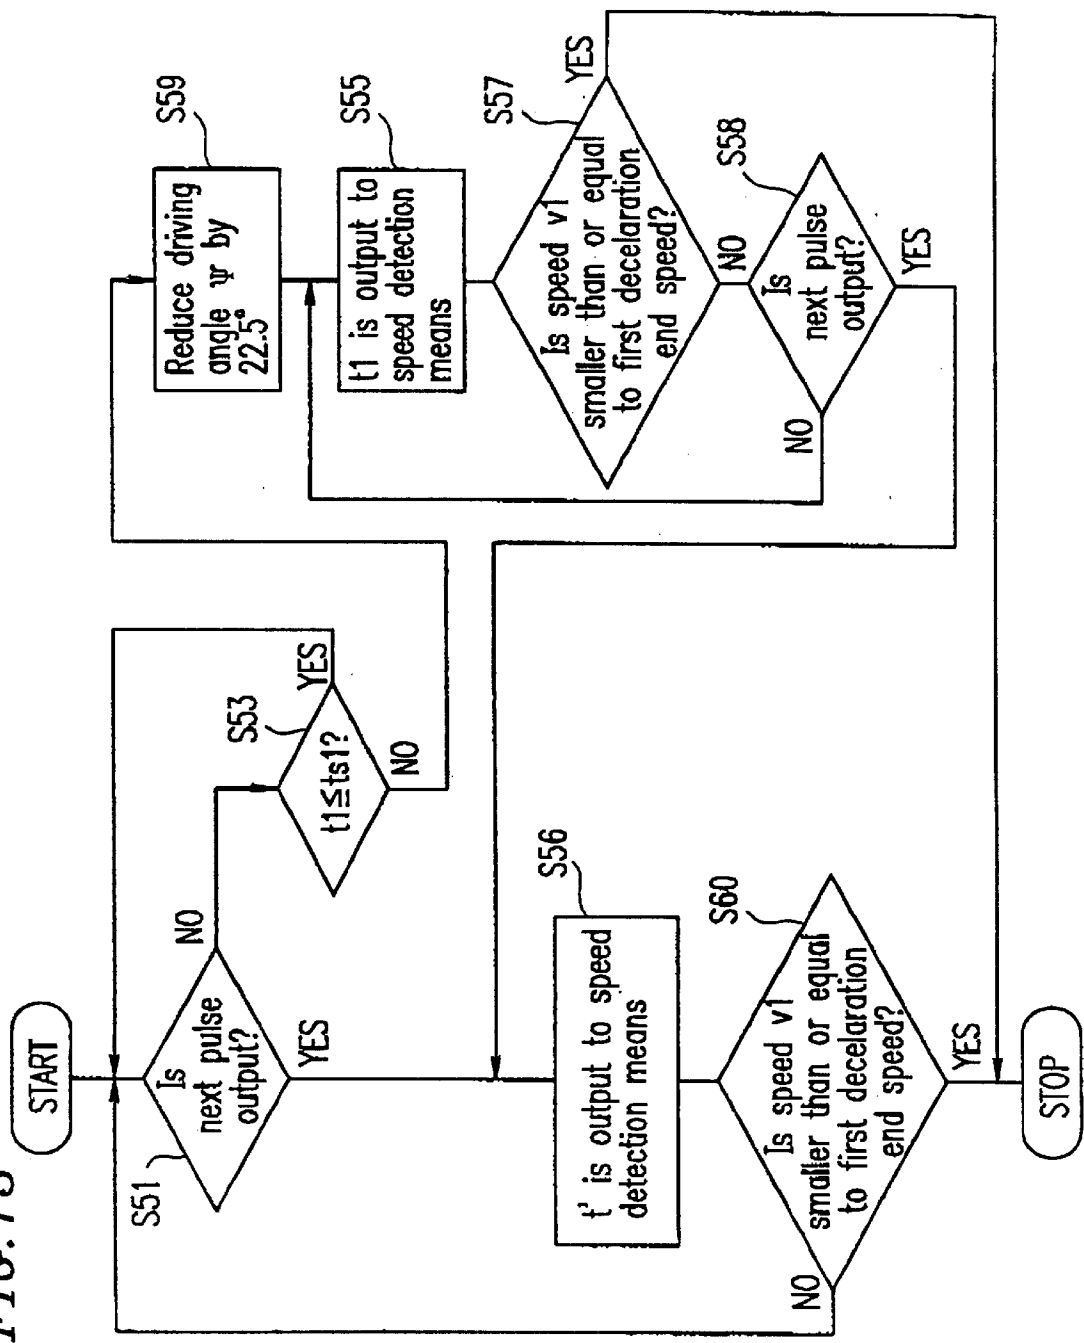 FIG.
START
S51
Is
next pulse
output?
NO
YES
S53
t1≦ts1?
YES
NO
S59
Reduce driving
angle Ψ by
22.5°
S55
t1 is output to
speed detection
means
S57
Is speed v1
smaller than or equal
to first decelaration
end speed?
YES
NO
S58
Is
next pulse
output?
NO
YES
S56
t' is output to speed
detection means
S60
Is speed v1
smaller than or equal
to first decelaration
end speed?
NO
YES
STOP